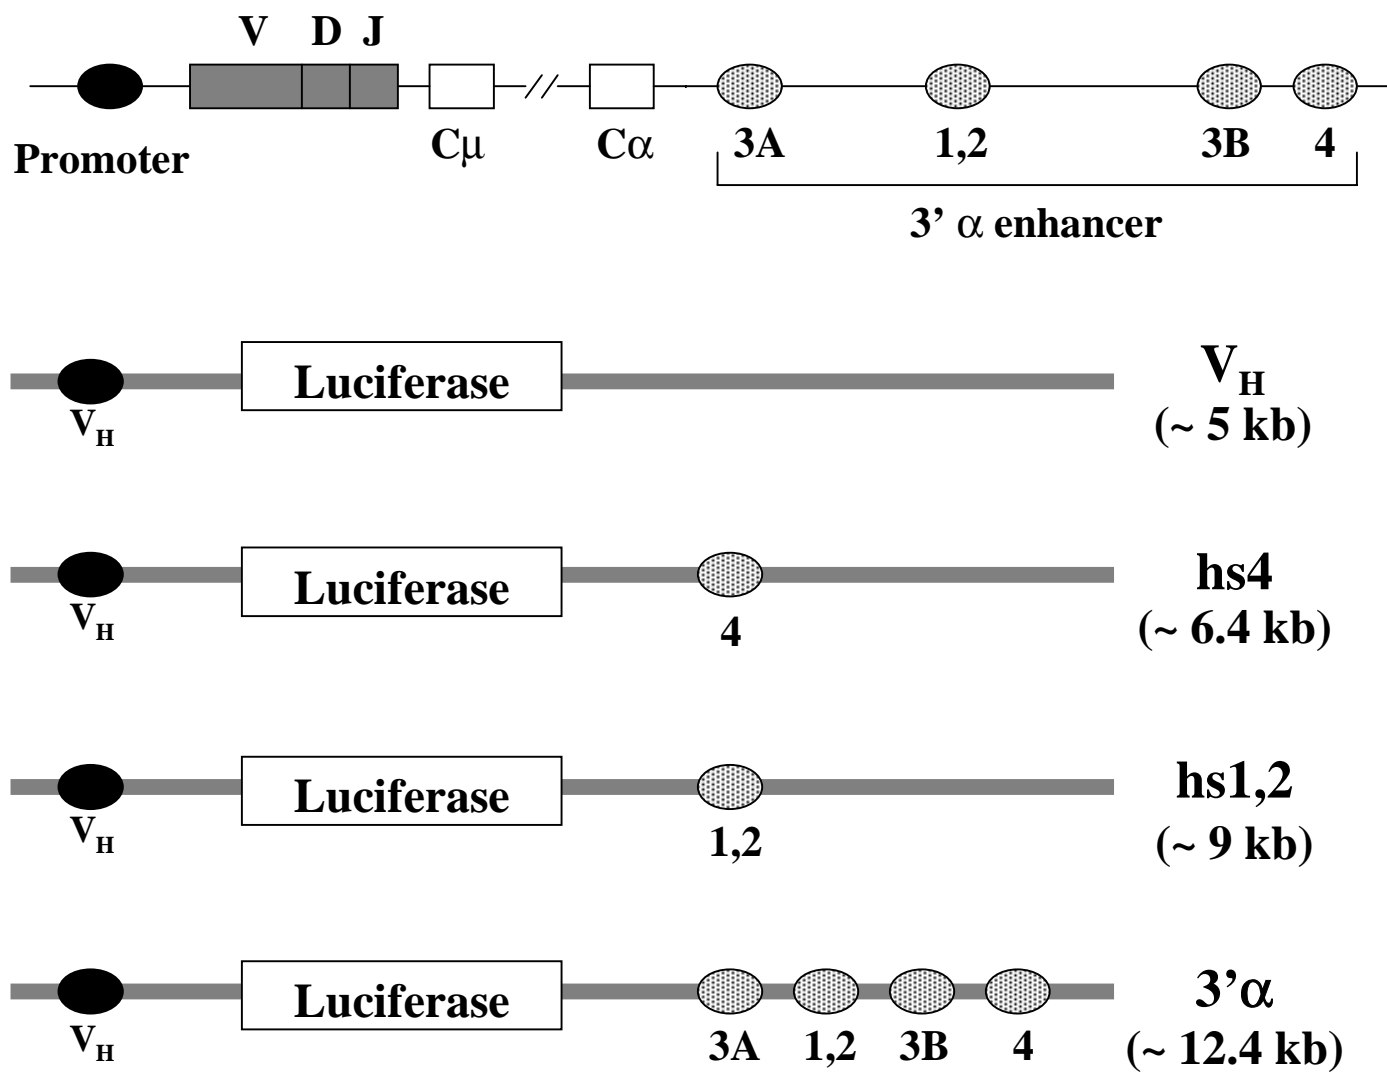 V D J
Promoter
Cμ Cα 3A 1,2 3B 4
3’ α enhancer
Luciferase
V_H
V_H
(~ 5 kb)
Luciferase
V_H
4
hs4
(~ 6.4 kb)
Luciferase
V_H
1,2
hs1,2
(~ 9 kb)
Luciferase
V_H
3A 1,2 3B 4
3’α
(~ 12.4 kb)